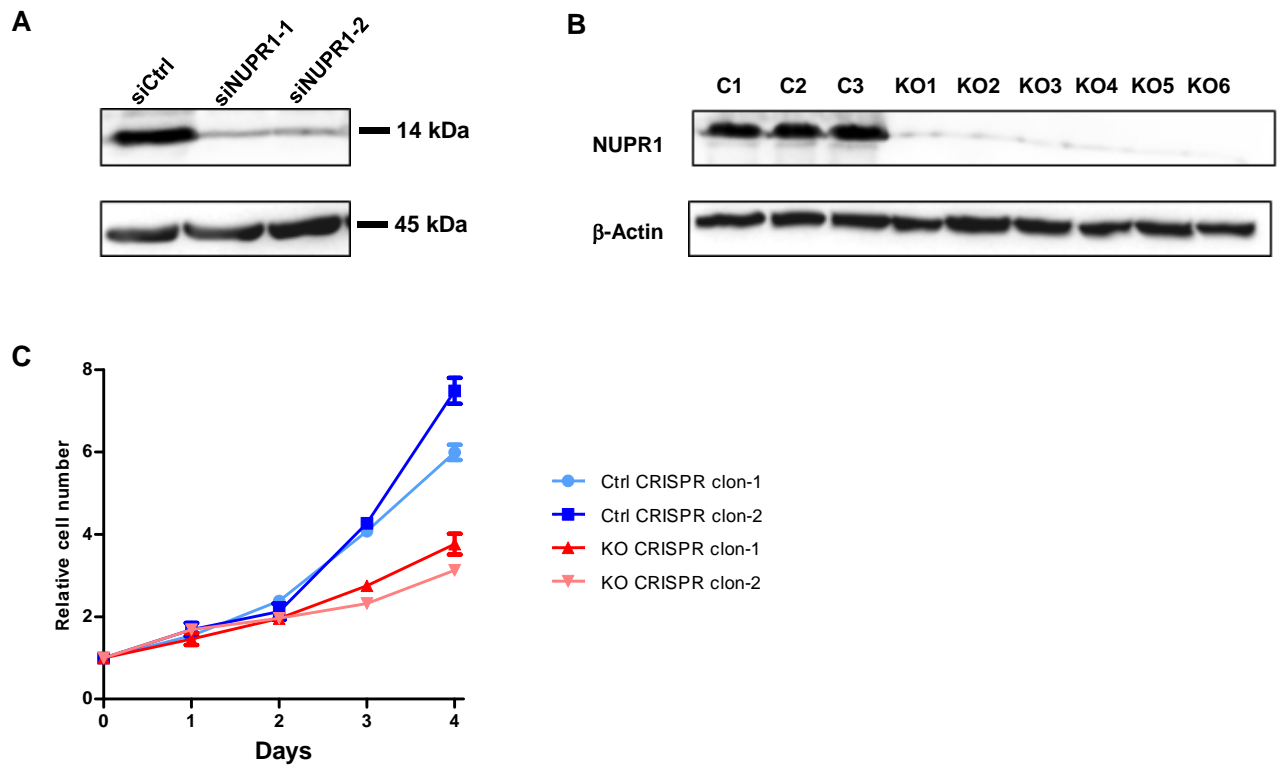 A
siCtrl
siNUPR1-1
siNUPR1-2
14 kDa
45 kDa
B
C1 C2 C3 KO1 KO2 KO3 KO4 KO5 KO6
NUPR1
β-Actin
C
Relative cell number
8
6
4
2
0
0 1 2 3 4
Days
Ctrl CRISPR clon-1
Ctrl CRISPR clon-2
KO CRISPR clon-1
KO CRISPR clon-2